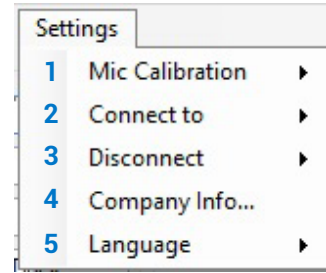 Settings
1 Mic Calibration
2 Connect to
3 Disconnect
4 Company Info...
5 Language